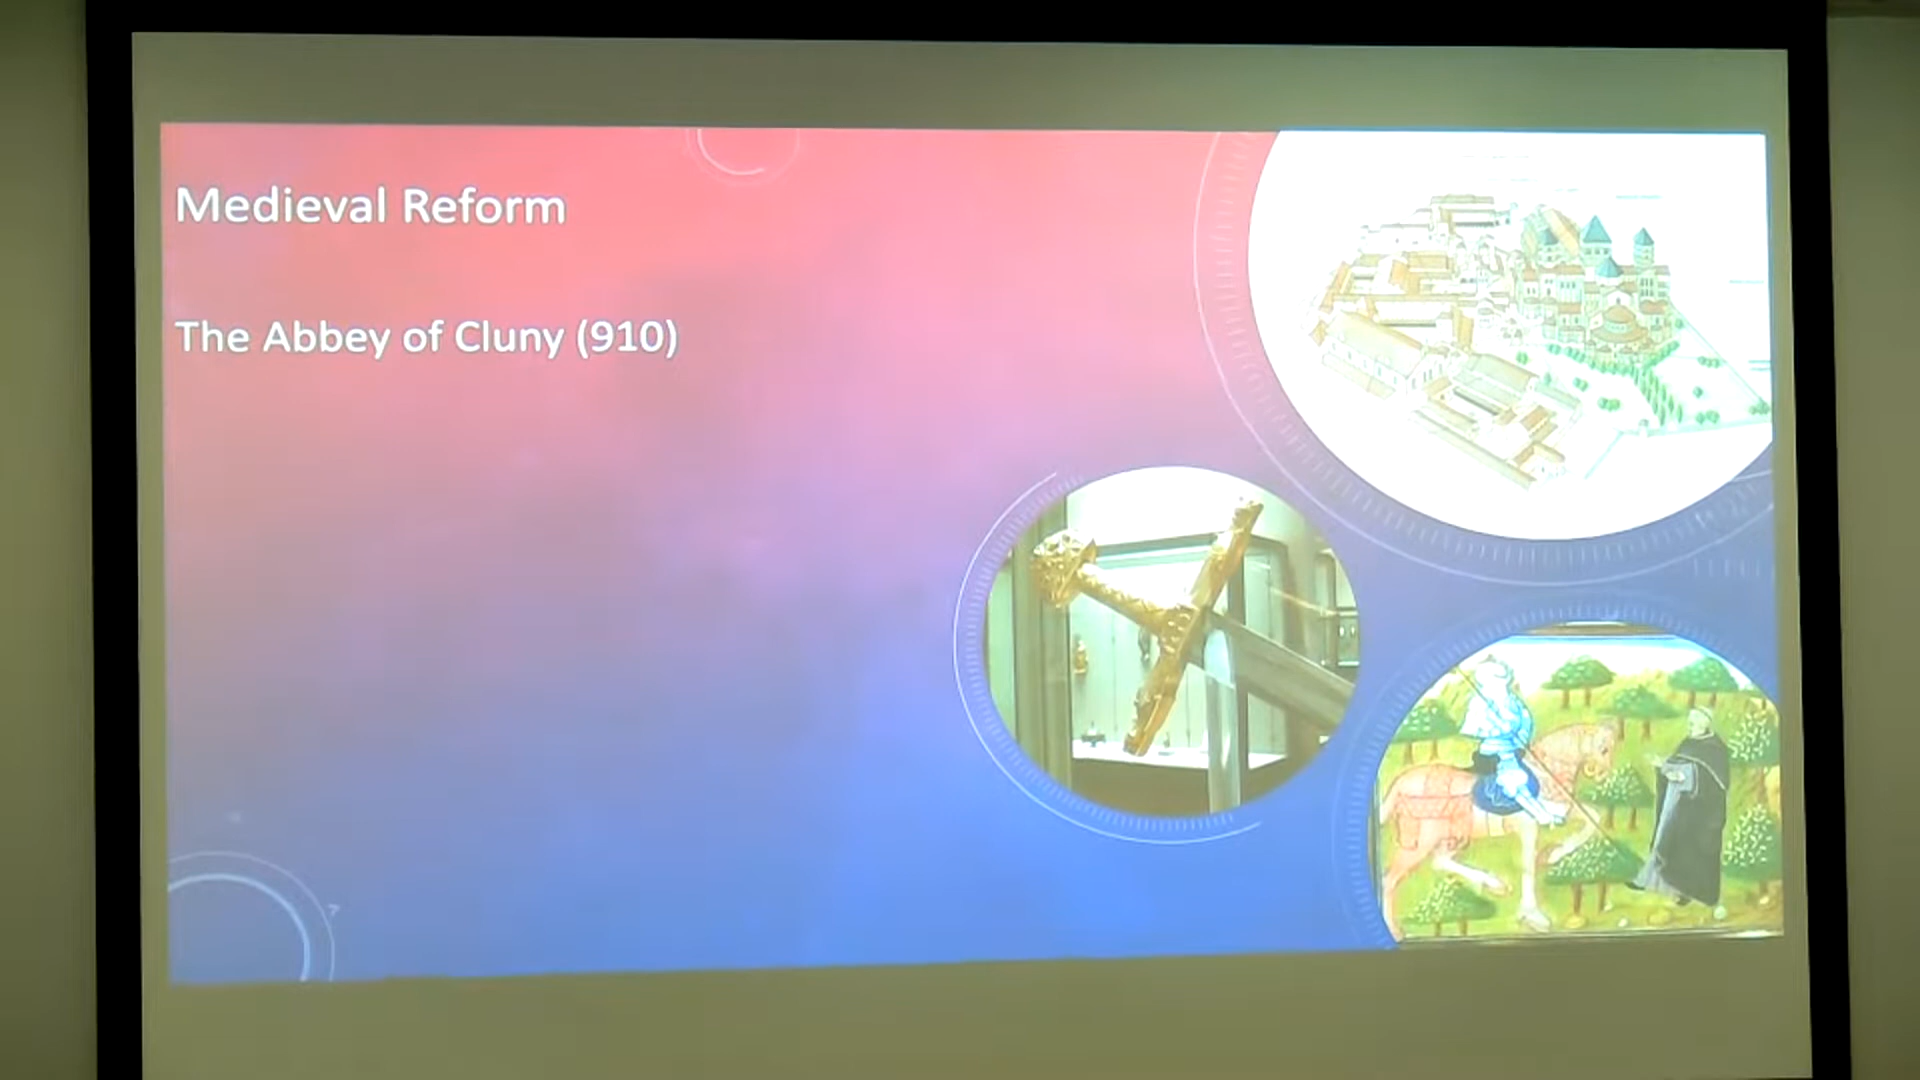 Medieval Reform
The Abbey of Cluny (910)